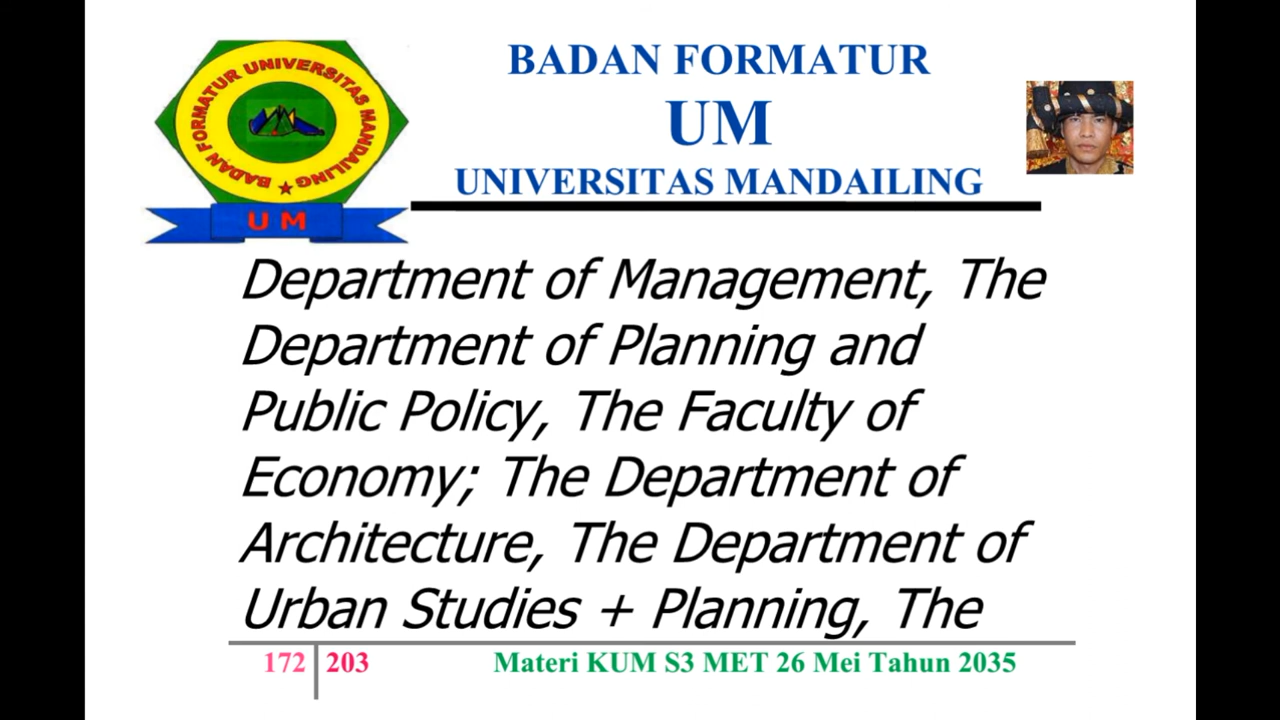 BADAN FORMATUR UNIVERSITAS MANDAILING
UM
BADAN FORMATUR
UM
UNIVERSITAS MANDAILING
Department of Management, The
Department of Planning and
Public Policy, The Faculty of
Economy; The Department of
Architecture, The Department of
Urban Studies + Planning, The
172 203 Materi KUM S3 MET 26 Mei Tahun 2035